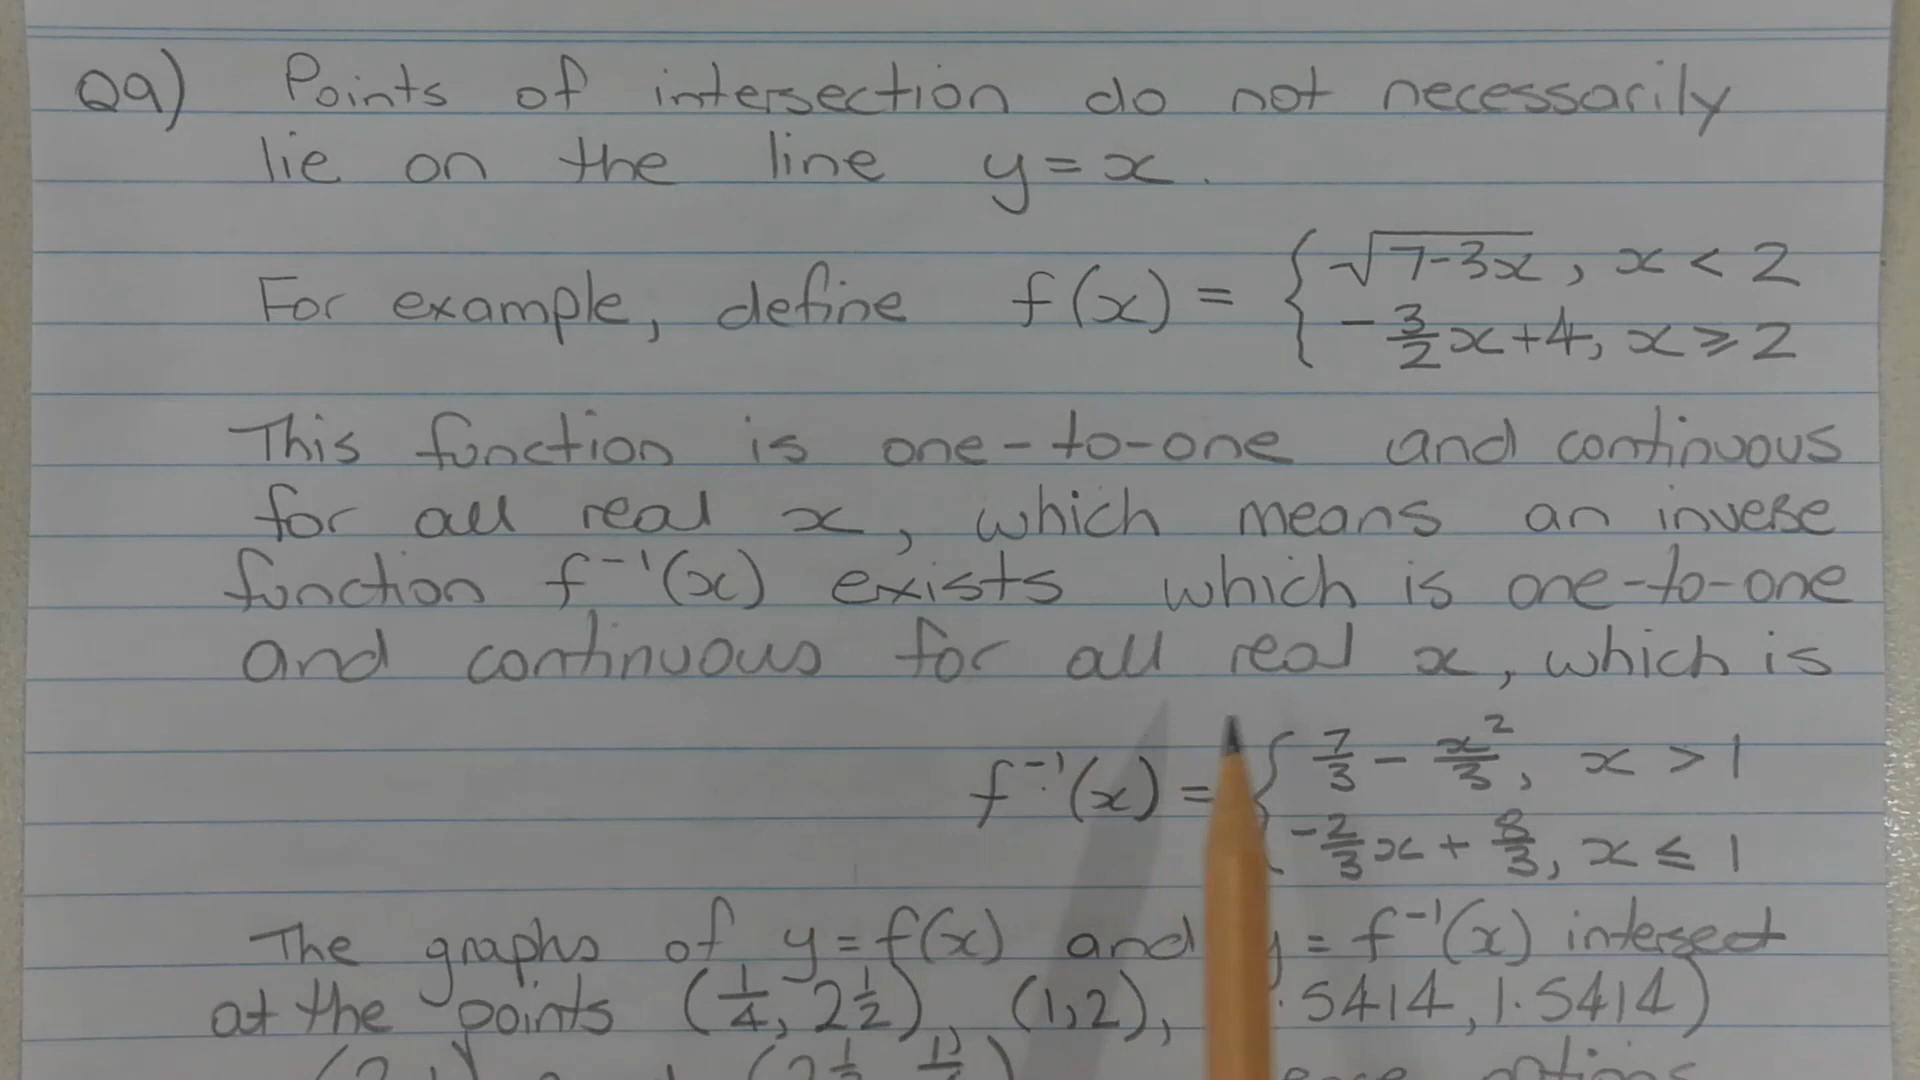 Q9) Points of intersection do not necessarily
lie on the line y = x.
For example, define f(x) = { √(7-3x), x < 2
-3/2 x + 4, x ≥ 2
This function is one-to-one and continuous
for all real x, which means an inverse
function f⁻¹(x) exists which is one-to-one
and continuous for all real x, which is
f⁻¹(x) = { 7/3 - x²/3, x > 1
-2/3 x + 8/3, x ≤ 1
The graphs of y = f(x) and y = f⁻¹(x) intersect
at the points (1/4, 2 1/2), (1,2), .5414, 1.5414)